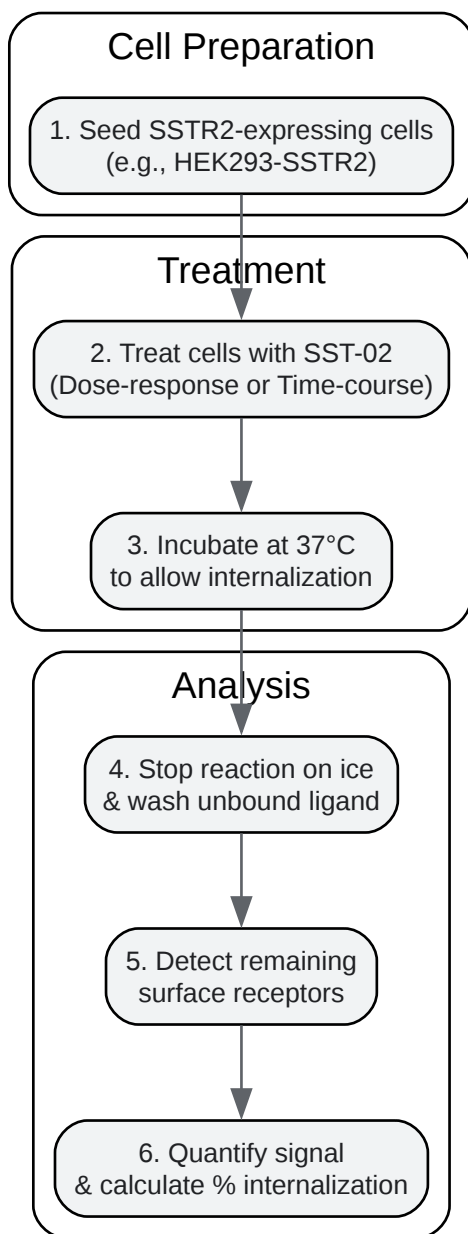 Cell Preparation
1. Seed SSTR2-expressing cells
(e.g., HEK293-SSTR2)
Treatment
2. Treat cells with SST-02
(Dose-response or Time-course)
3. Incubate at 37°C
to allow internalization
Analysis
4. Stop reaction on ice
& wash unbound ligand
5. Detect remaining
surface receptors
6. Quantify signal
& calculate % internalization